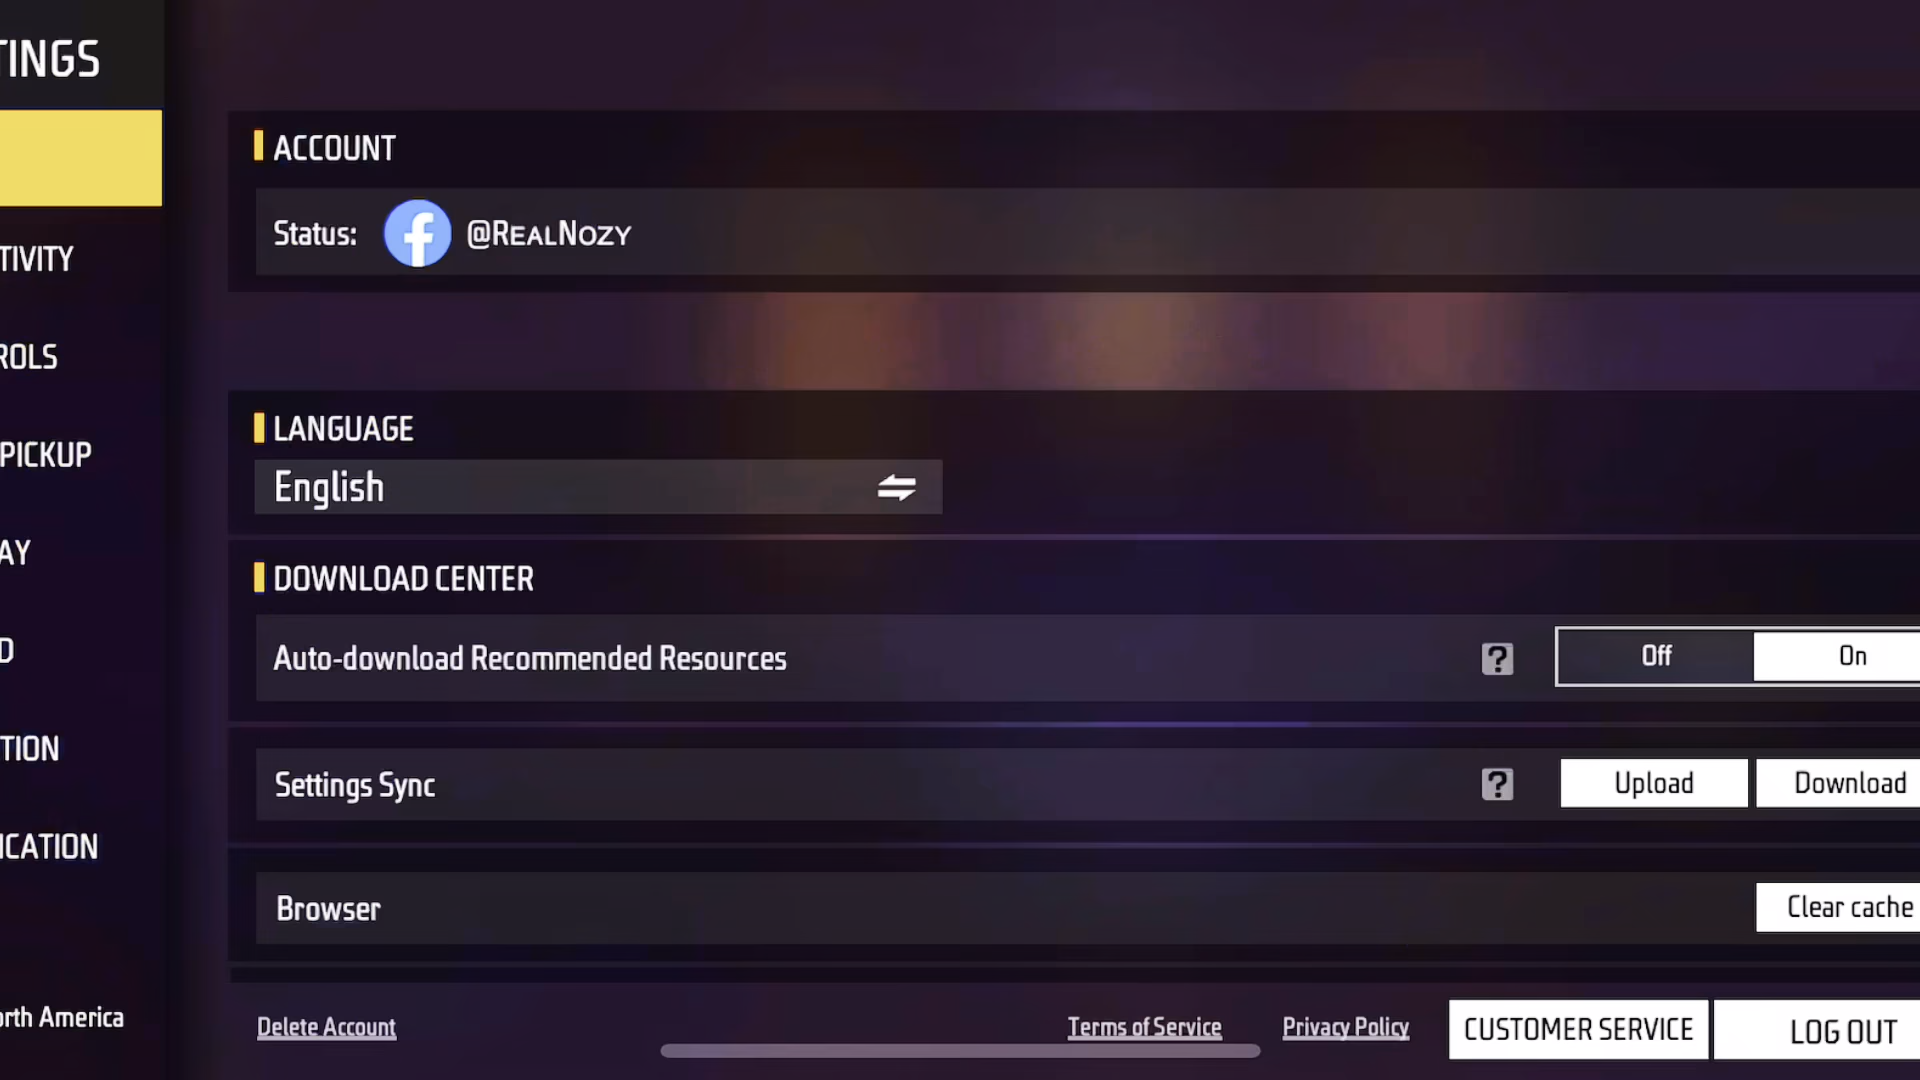 TINGS
ACCOUNT
Status: @REALNOZY
TIVITY
ROLS
LANGUAGE
PICKUP
English
AY
DOWNLOAD CENTER
D
Auto-download Recommended Resources ? Off On
TION
Settings Sync ? Upload Download
ICATION
Browser Clear cache
orth America
Delete Account Terms of Service Privacy Policy CUSTOMER SERVICE LOG OUT